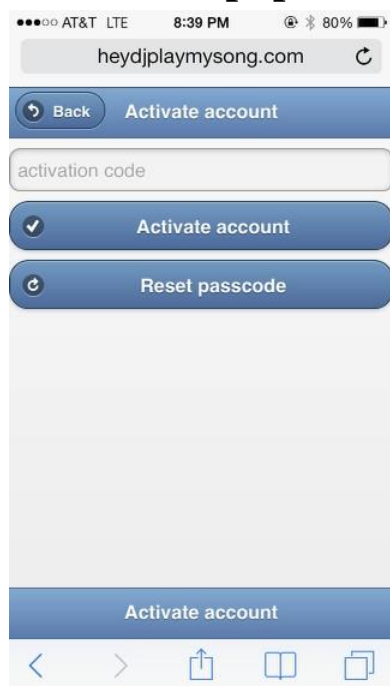 AT&T LTE 8:39 PM 80%
heydjplaymysong.com
Back Activate account
activation code
Activate account
Reset passcode
Activate account